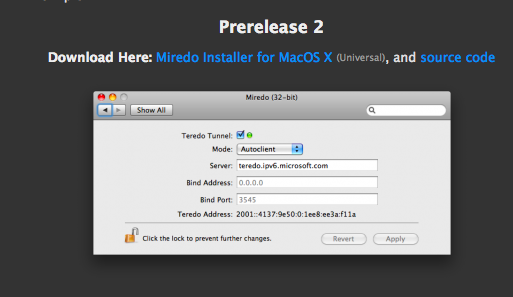 Prerelease 2
Download Here: Miredo Installer for MacOS X (Universal), and source code
Miredo (32-bit)
Show All
Teredo Tunnel:
Mode: Autoclient
Server: teredo.ipv6.microsoft.com
Bind Address: 0.0.0.0
Bind Port: 3545
Teredo Address: 2001::4137:9e50:0:1ee8:ee3a:f11a
Click the lock to prevent further changes.
Revert
Apply